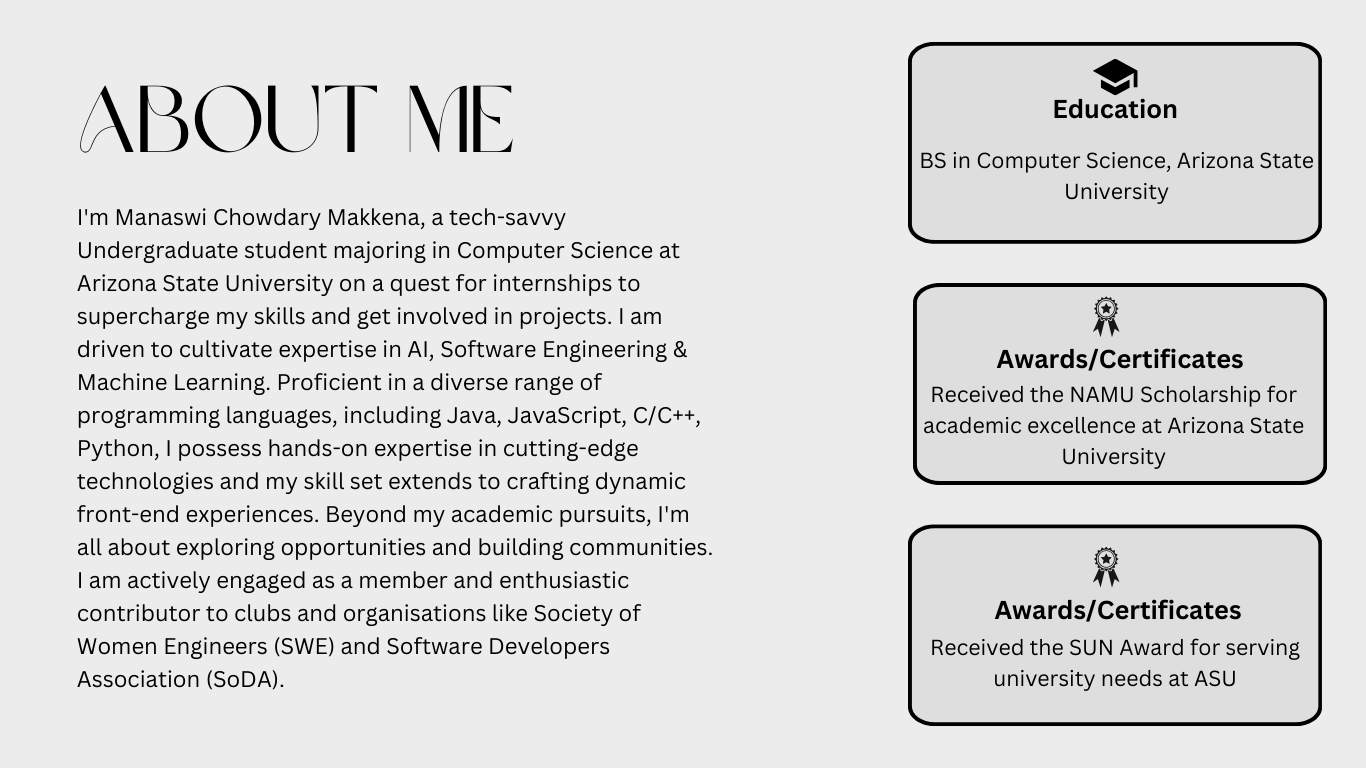 ABOUT ME
I'm Manaswi Chowdary Makkena, a tech-savvy
Undergraduate student majoring in Computer Science at
Arizona State University on a quest for internships to
supercharge my skills and get involved in projects. I am
driven to cultivate expertise in AI, Software Engineering &
Machine Learning. Proficient in a diverse range of
programming languages, including Java, JavaScript, C/C++,
Python, I possess hands-on expertise in cutting-edge
technologies and my skill set extends to crafting dynamic
front-end experiences. Beyond my academic pursuits, I'm
all about exploring opportunities and building communities.
I am actively engaged as a member and enthusiastic
contributor to clubs and organisations like Society of
Women Engineers (SWE) and Software Developers
Association (SoDA).
Education
BS in Computer Science, Arizona State
University
Awards/Certificates
Received the NAMU Scholarship for
academic excellence at Arizona State
University
Awards/Certificates
Received the SUN Award for serving
university needs at ASU